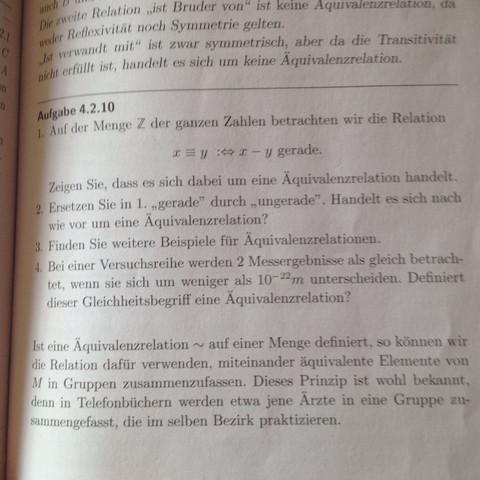 auch
Die zweite Relation „ist Bruder von“ ist keine Äquivalenzrelation, da
weder Reflexivität noch Symmetrie gelten.
„Ist verwandt mit“ ist zwar symmetrisch, aber da die Transitivität
nicht erfüllt ist, handelt es sich um keine Äquivalenzrelation.
Aufgabe 4.2.10
1. Auf der Menge ℤ der ganzen Zahlen betrachten wir die Relation
x ≡ y :⇔ x − y gerade.
Zeigen Sie, dass es sich dabei um eine Äquivalenzrelation handelt.
2. Ersetzen Sie in 1. „gerade” durch „ungerade”. Handelt es sich nach
wie vor um eine Äquivalenzrelation?
3. Finden Sie weitere Beispiele für Äquivalenzrelationen.
4. Bei einer Versuchsreihe werden 2 Messergebnisse als gleich betrach-
tet, wenn sie sich um weniger als 10⁻²²m unterscheiden. Definiert
dieser Gleichheitsbegriff eine Äquivalenzrelation?
Ist eine Äquivalenzrelation ∼ auf einer Menge definiert, so können wir
die Relation dafür verwenden, miteinander äquivalente Elemente von
M in Gruppen zusammenzufassen. Dieses Prinzip ist wohl bekannt,
denn in Telefonbüchern werden etwa jene Ärzte in eine Gruppe zu-
sammengefasst, die im selben Bezirk praktizieren.